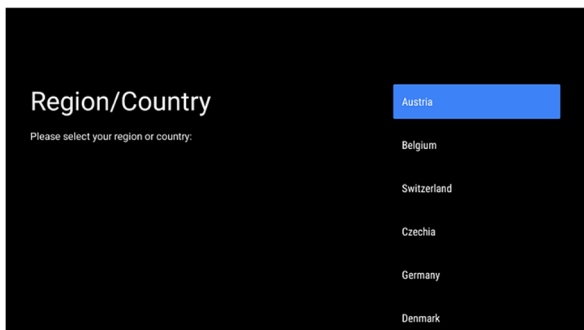 Region/Country
Please select your region or country:
Austria
Belgium
Switzerland
Czechia
Germany
Denmark